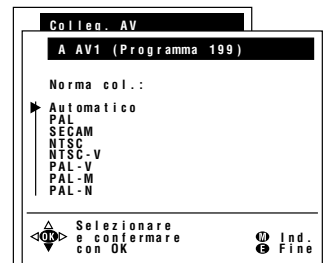 Colleg. AV
A AV1 (Programma 199)
Norma col.:
Automatico
PAL
SECAM
NTSC
NTSC-V
PAL-V
PAL-M
PAL-N
Selezionare
OK e confermare M Ind.
con OK E Fine